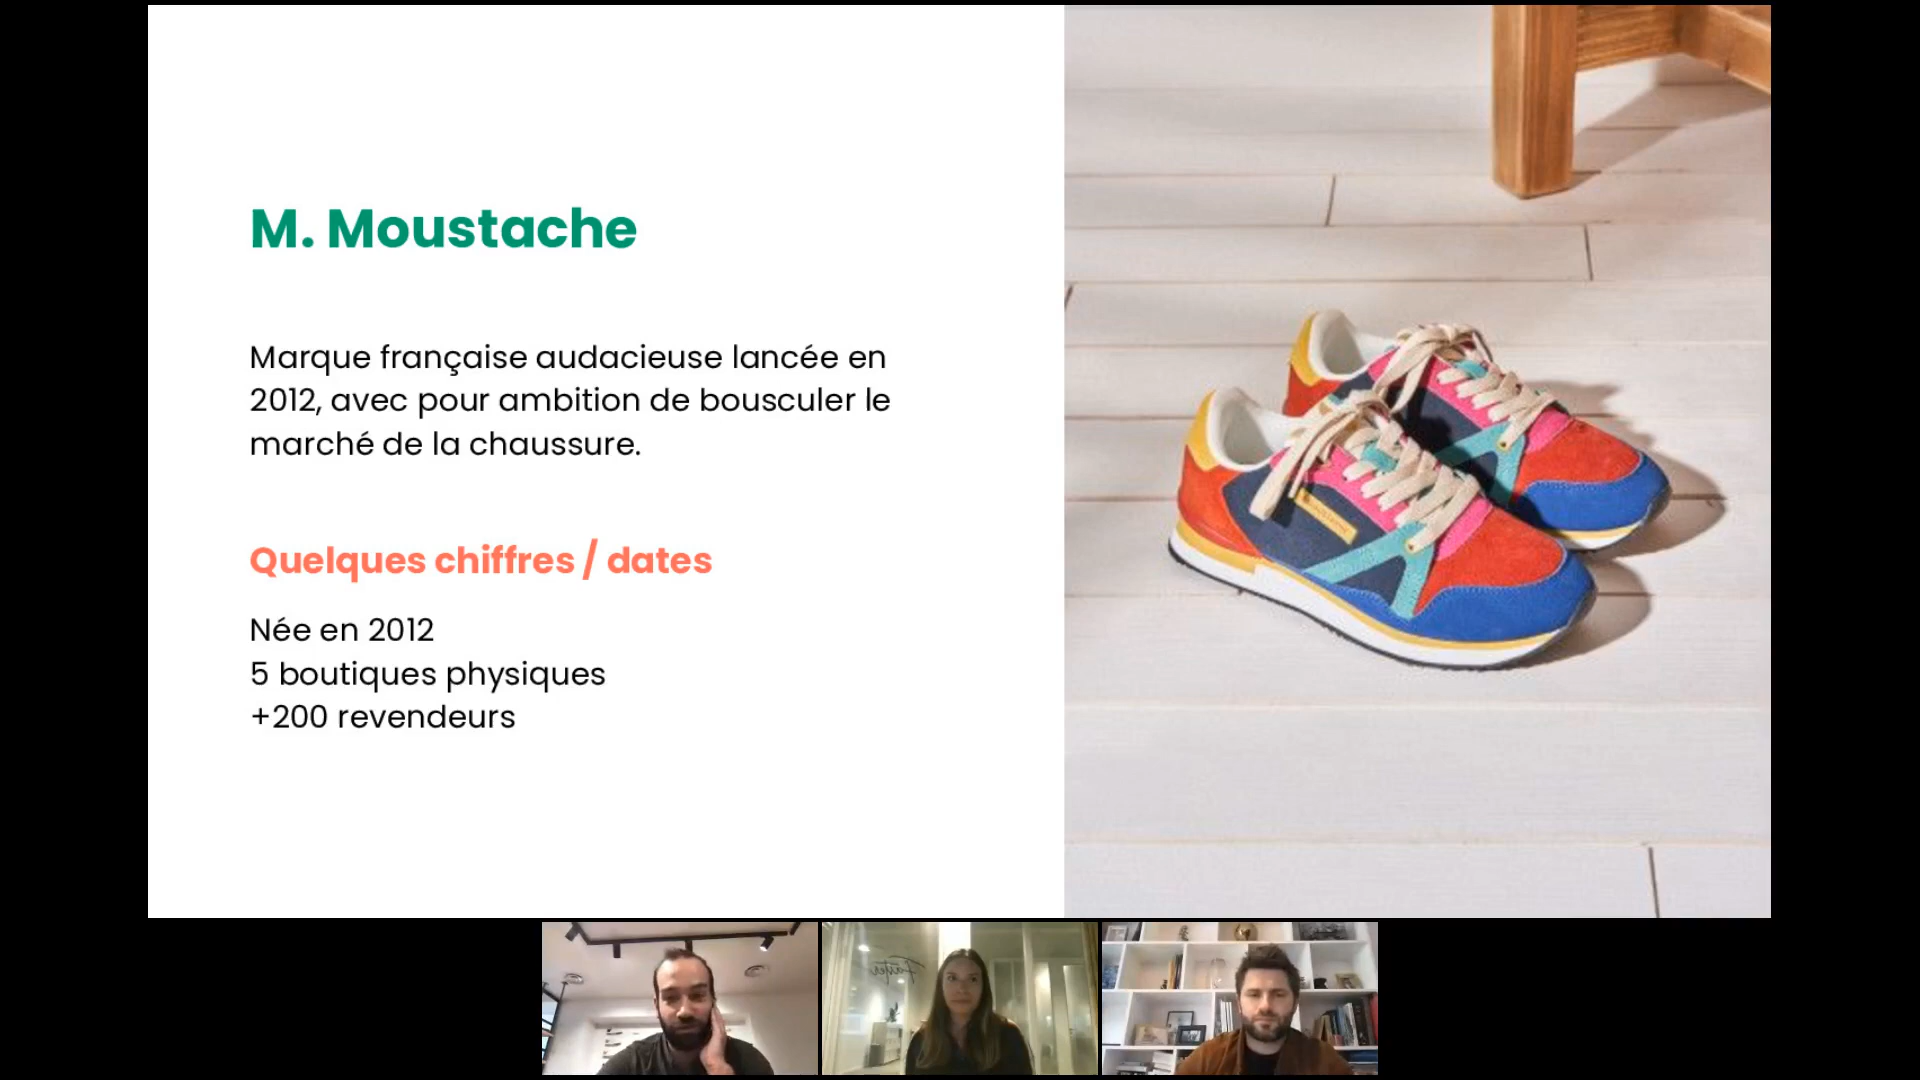 M. Moustache
Marque française audacieuse lancée en
2012, avec pour ambition de bousculer le
marché de la chaussure.
Quelques chiffres / dates
Née en 2012
5 boutiques physiques
+200 revendeurs